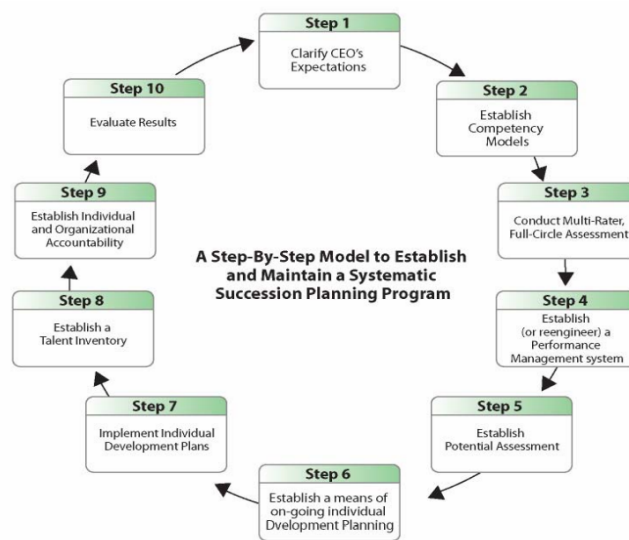 Step 1
Clarify CEO's
Expectations
Step 2
Establish
Competency
Models
Step 3
Conduct Multi-Rater,
Full-Circle Assessment
Step 4
Establish
(or reengineer) a
Performance
Management system
Step 5
Establish
Potential Assessment
Step 6
Establish a means of
on-going individual
Dvelopment Planning
Step 7
Implement Individual
Development Plans
Step 8
Establish a
Talent Inventory
Step 9
Establish Individual
and Organizational
Accountability
Step 10
Evaluate Results
A Step-By-Step Model to Establish
and Maintain a Systematic
Succession Planning Program